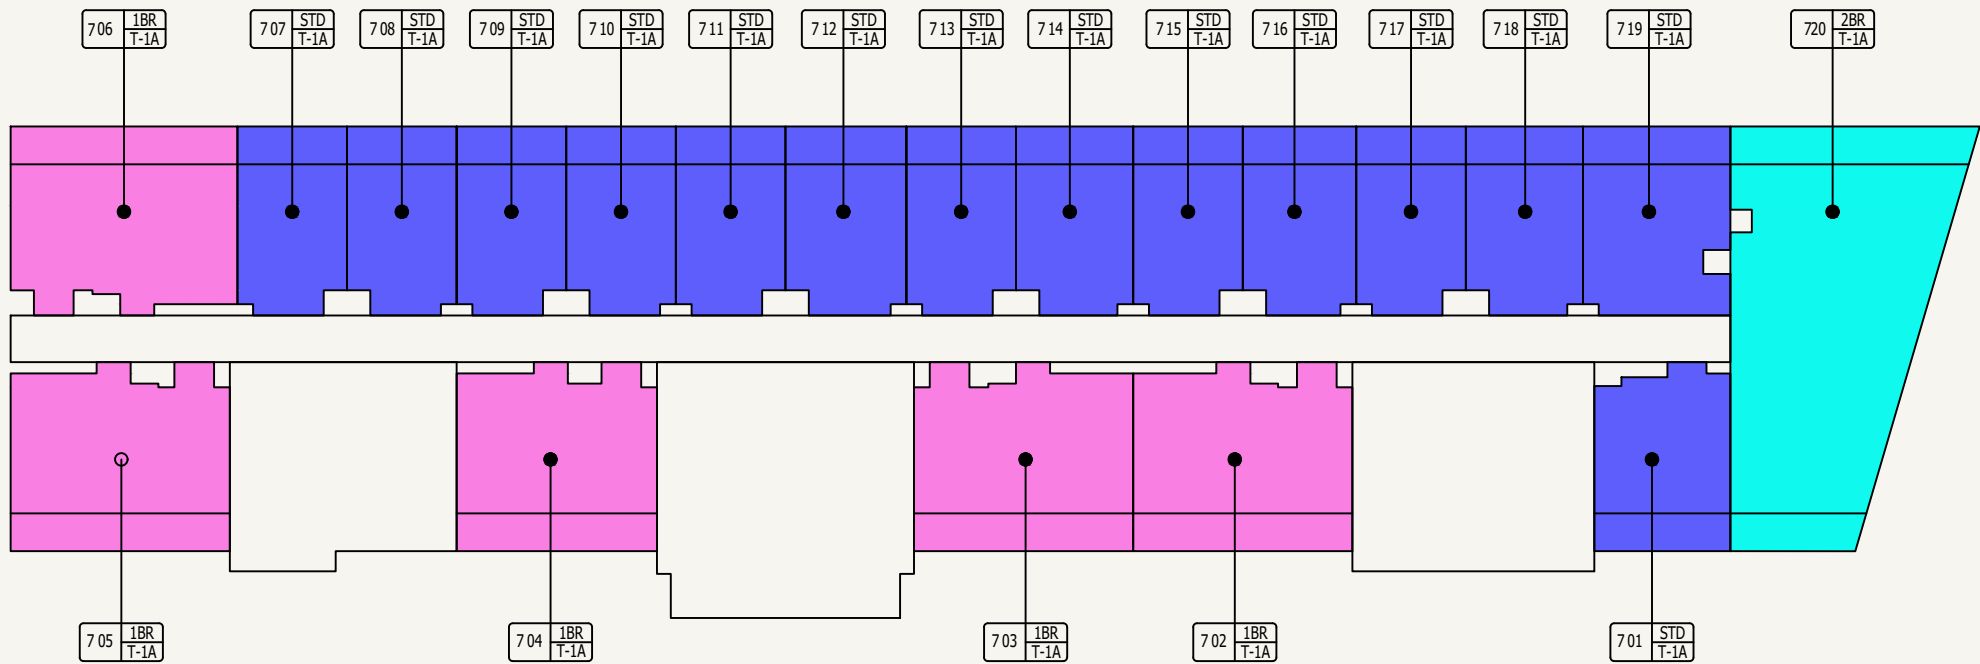 706 1BR T-1A
707 STD T-1A
708 STD T-1A
709 STD T-1A
710 STD T-1A
711 STD T-1A
712 STD T-1A
713 STD T-1A
714 STD T-1A
715 STD T-1A
716 STD T-1A
717 STD T-1A
718 STD T-1A
719 STD T-1A
720 2BR T-1A
705 1BR T-1A
704 1BR T-1A
703 1BR T-1A
702 1BR T-1A
701 STD T-1A